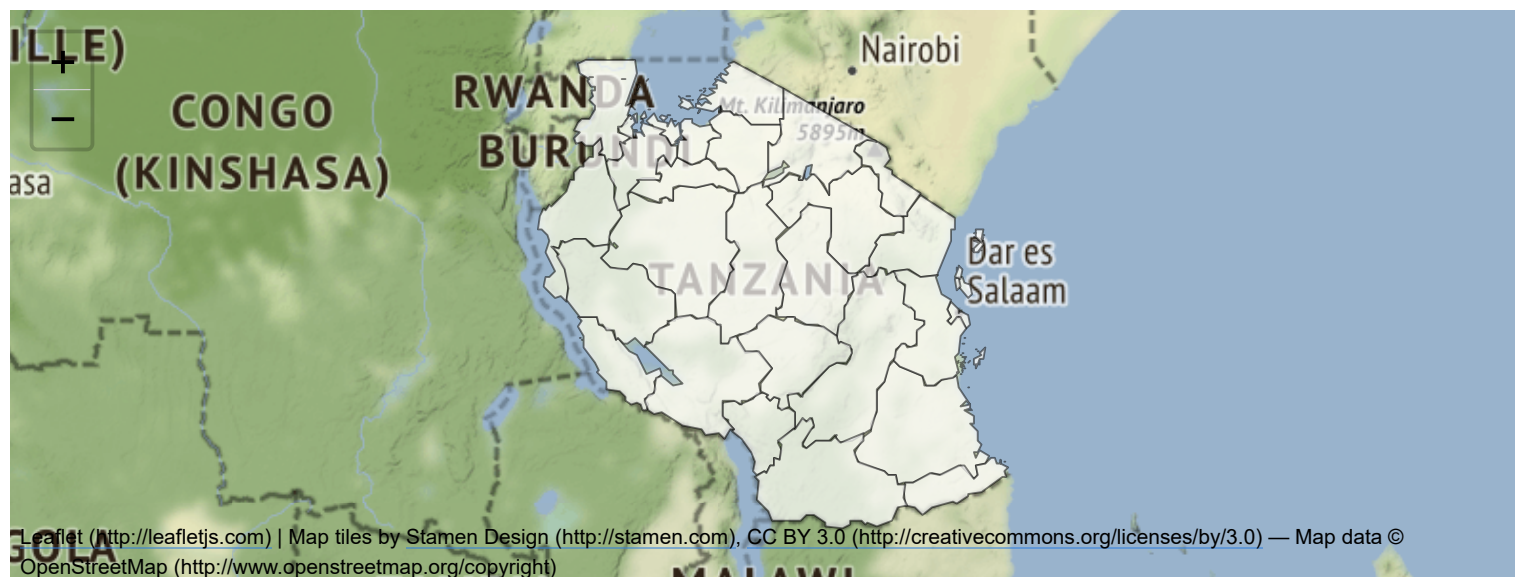 ILLE)
+
−
Nairobi
RWANDA
Mt. Kilimanjaro
5895m
CONGO
(KINSHASA)
BURUNDI
asa
Dar es
Salaam
TANZANIA
GOLA
MALAWI
Leaflet (http://leafletjs.com) | Map tiles by Stamen Design (http://stamen.com), CC BY 3.0 (http://creativecommons.org/licenses/by/3.0) — Map data ©
OpenStreetMap (http://www.openstreetmap.org/copyright)